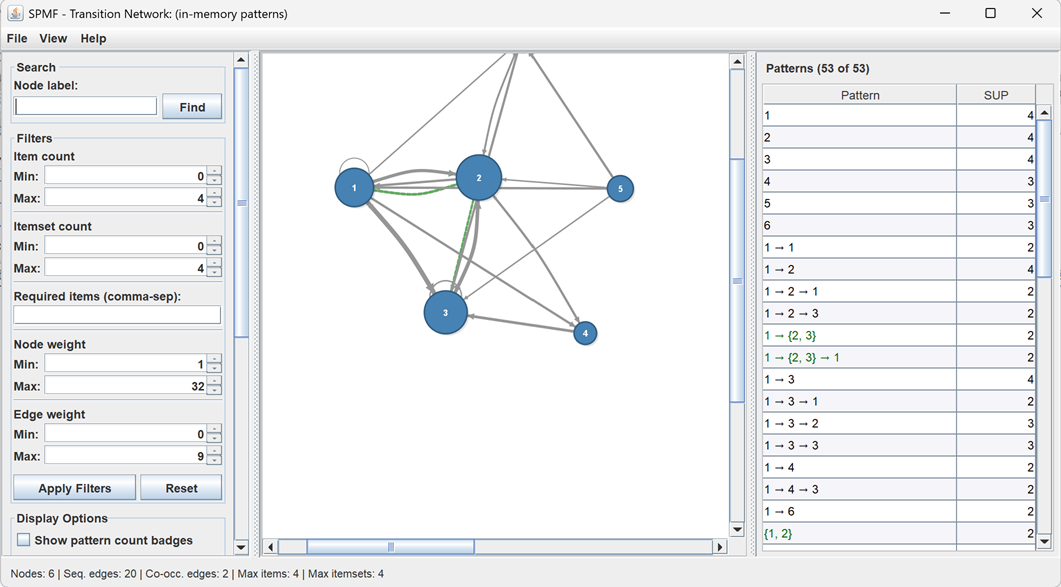 SPMF - Transition Network: (in-memory patterns)
File View Help
Search
Node label:
Find
Filters
Item count
Min: 0
Max: 4
Itemset count
Min: 0
Max: 4
Required items (comma-sep):
Node weight
Min: 1
Max: 32
Edge weight
Min: 0
Max: 9
Apply Filters Reset
Display Options
Show pattern count badges
1
2
5
3
4
Patterns (53 of 53)
Pattern SUP
1 4
2 4
3 4
4 3
5 3
6 3
1 → 1 2
1 → 2 4
1 → 2 → 1 2
1 → 2 → 3 2
1 → {2, 3} 2
1 → {2, 3} → 1 2
1 → 3 4
1 → 3 → 1 2
1 → 3 → 2 3
1 → 3 → 3 3
1 → 4 2
1 → 4 → 3 2
1 → 6 2
{1, 2} 2
Nodes: 6 | Seq. edges: 20 | Co-occ. edges: 2 | Max items: 4 | Max itemsets: 4